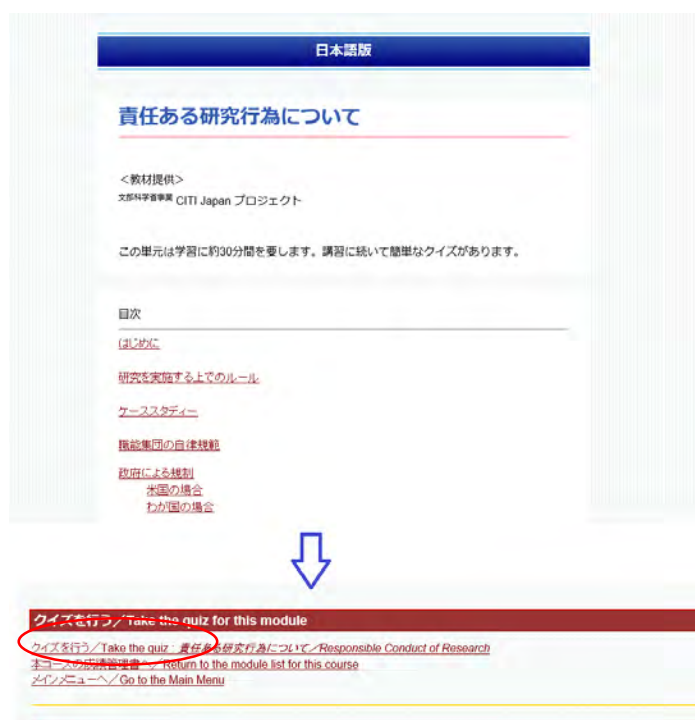 日本語版
責任ある研究行為について
<教材提供>
文部科学省事業 CITI Japan プロジェクト
この単元は学習に約30分間を要します。講習に続いて簡単なクイズがあります。
目次
はじめに
研究を実施する上でのルール
ケーススタディー
職能集団の自律規範
政府による規制
米国の場合
わが国の場合
クイズを行う/Take the quiz for this module
クイズを行う/Take the quiz : 責任ある研究行為について/Responsible Conduct of Research
本コースの成績管理書へ/Return to the module list for this course
メインメニューへ/Go to the Main Menu